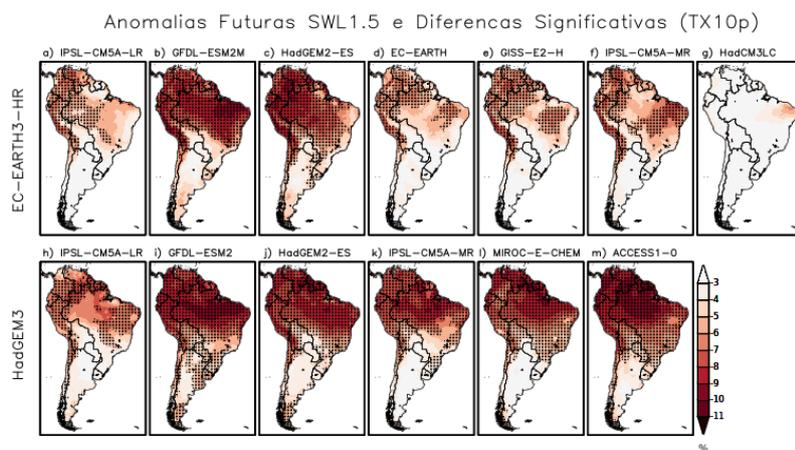 Anomalias Futuras SWL1.5 e Diferencas Significativas (TX10p)
a) IPSL-CM5A-LR b) GFDL-ESM2M c) HadGEM2-ES d) EC-EARTH e) GISS-E2-H f) IPSL-CM5A-MR g) HadCM3LC
EC-EARTH3-HR
h) IPSL-CM5A-LR i) GFDL-ESM2 j) HadGEM2-ES k) IPSL-CM5A-MR l) MIROC-E-CHEM m) ACCESS1-0
HadGEM3
3
4
5
6
7
8
9
10
11
%